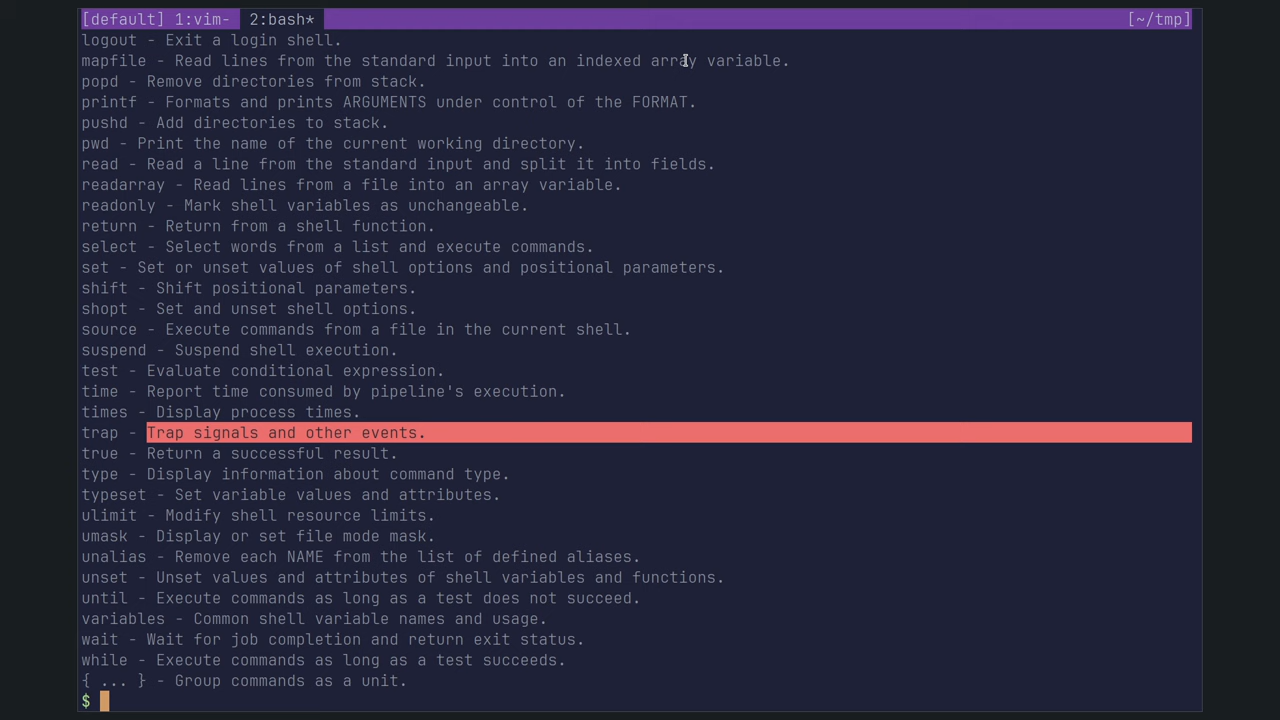 [default] 1:vim- 2:bash* [~/tmp]
logout - Exit a login shell.
mapfile - Read lines from the standard input into an indexed array variable.
popd - Remove directories from stack.
printf - Formats and prints ARGUMENTS under control of the FORMAT.
pushd - Add directories to stack.
pwd - Print the name of the current working directory.
read - Read a line from the standard input and split it into fields.
readarray - Read lines from a file into an array variable.
readonly - Mark shell variables as unchangeable.
return - Return from a shell function.
select - Select words from a list and execute commands.
set - Set or unset values of shell options and positional parameters.
shift - Shift positional parameters.
shopt - Set and unset shell options.
source - Execute commands from a file in the current shell.
suspend - Suspend shell execution.
test - Evaluate conditional expression.
time - Report time consumed by pipeline's execution.
times - Display process times.
trap - Trap signals and other events.
true - Return a successful result.
type - Display information about command type.
typeset - Set variable values and attributes.
ulimit - Modify shell resource limits.
umask - Display or set file mode mask.
unalias - Remove each NAME from the list of defined aliases.
unset - Unset values and attributes of shell variables and functions.
until - Execute commands as long as a test does not succeed.
variables - Common shell variable names and usage.
wait - Wait for job completion and return exit status.
while - Execute commands as long as a test succeeds.
{ ... } - Group commands as a unit.
$